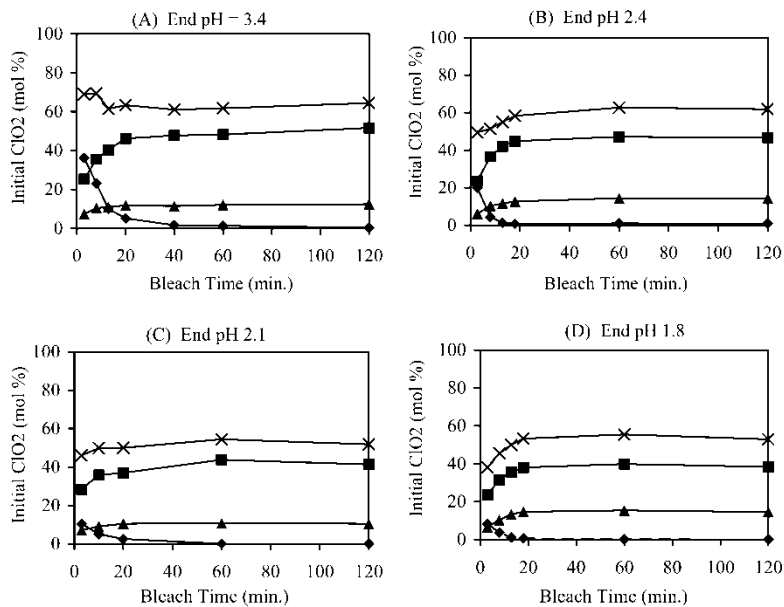 (A) End pH = 3.4
Initial ClO2 (mol %)
100
80
60
40
20
0
0 20 40 60 80 100 120
Bleach Time (min.)
(B) End pH 2.4
Initial ClO2 (mol %)
100
80
60
40
20
0
0 20 40 60 80 100 120
Bleach Time (min.)
(C) End pH 2.1
Initial ClO2 (mol %)
100
80
60
40
20
0
0 20 40 60 80 100 120
Bleach Time (min.)
(D) End pH 1.8
Initial ClO2 (mol %)
100
80
60
40
20
0
0 20 40 60 80 100 120
Bleach Time (min.)